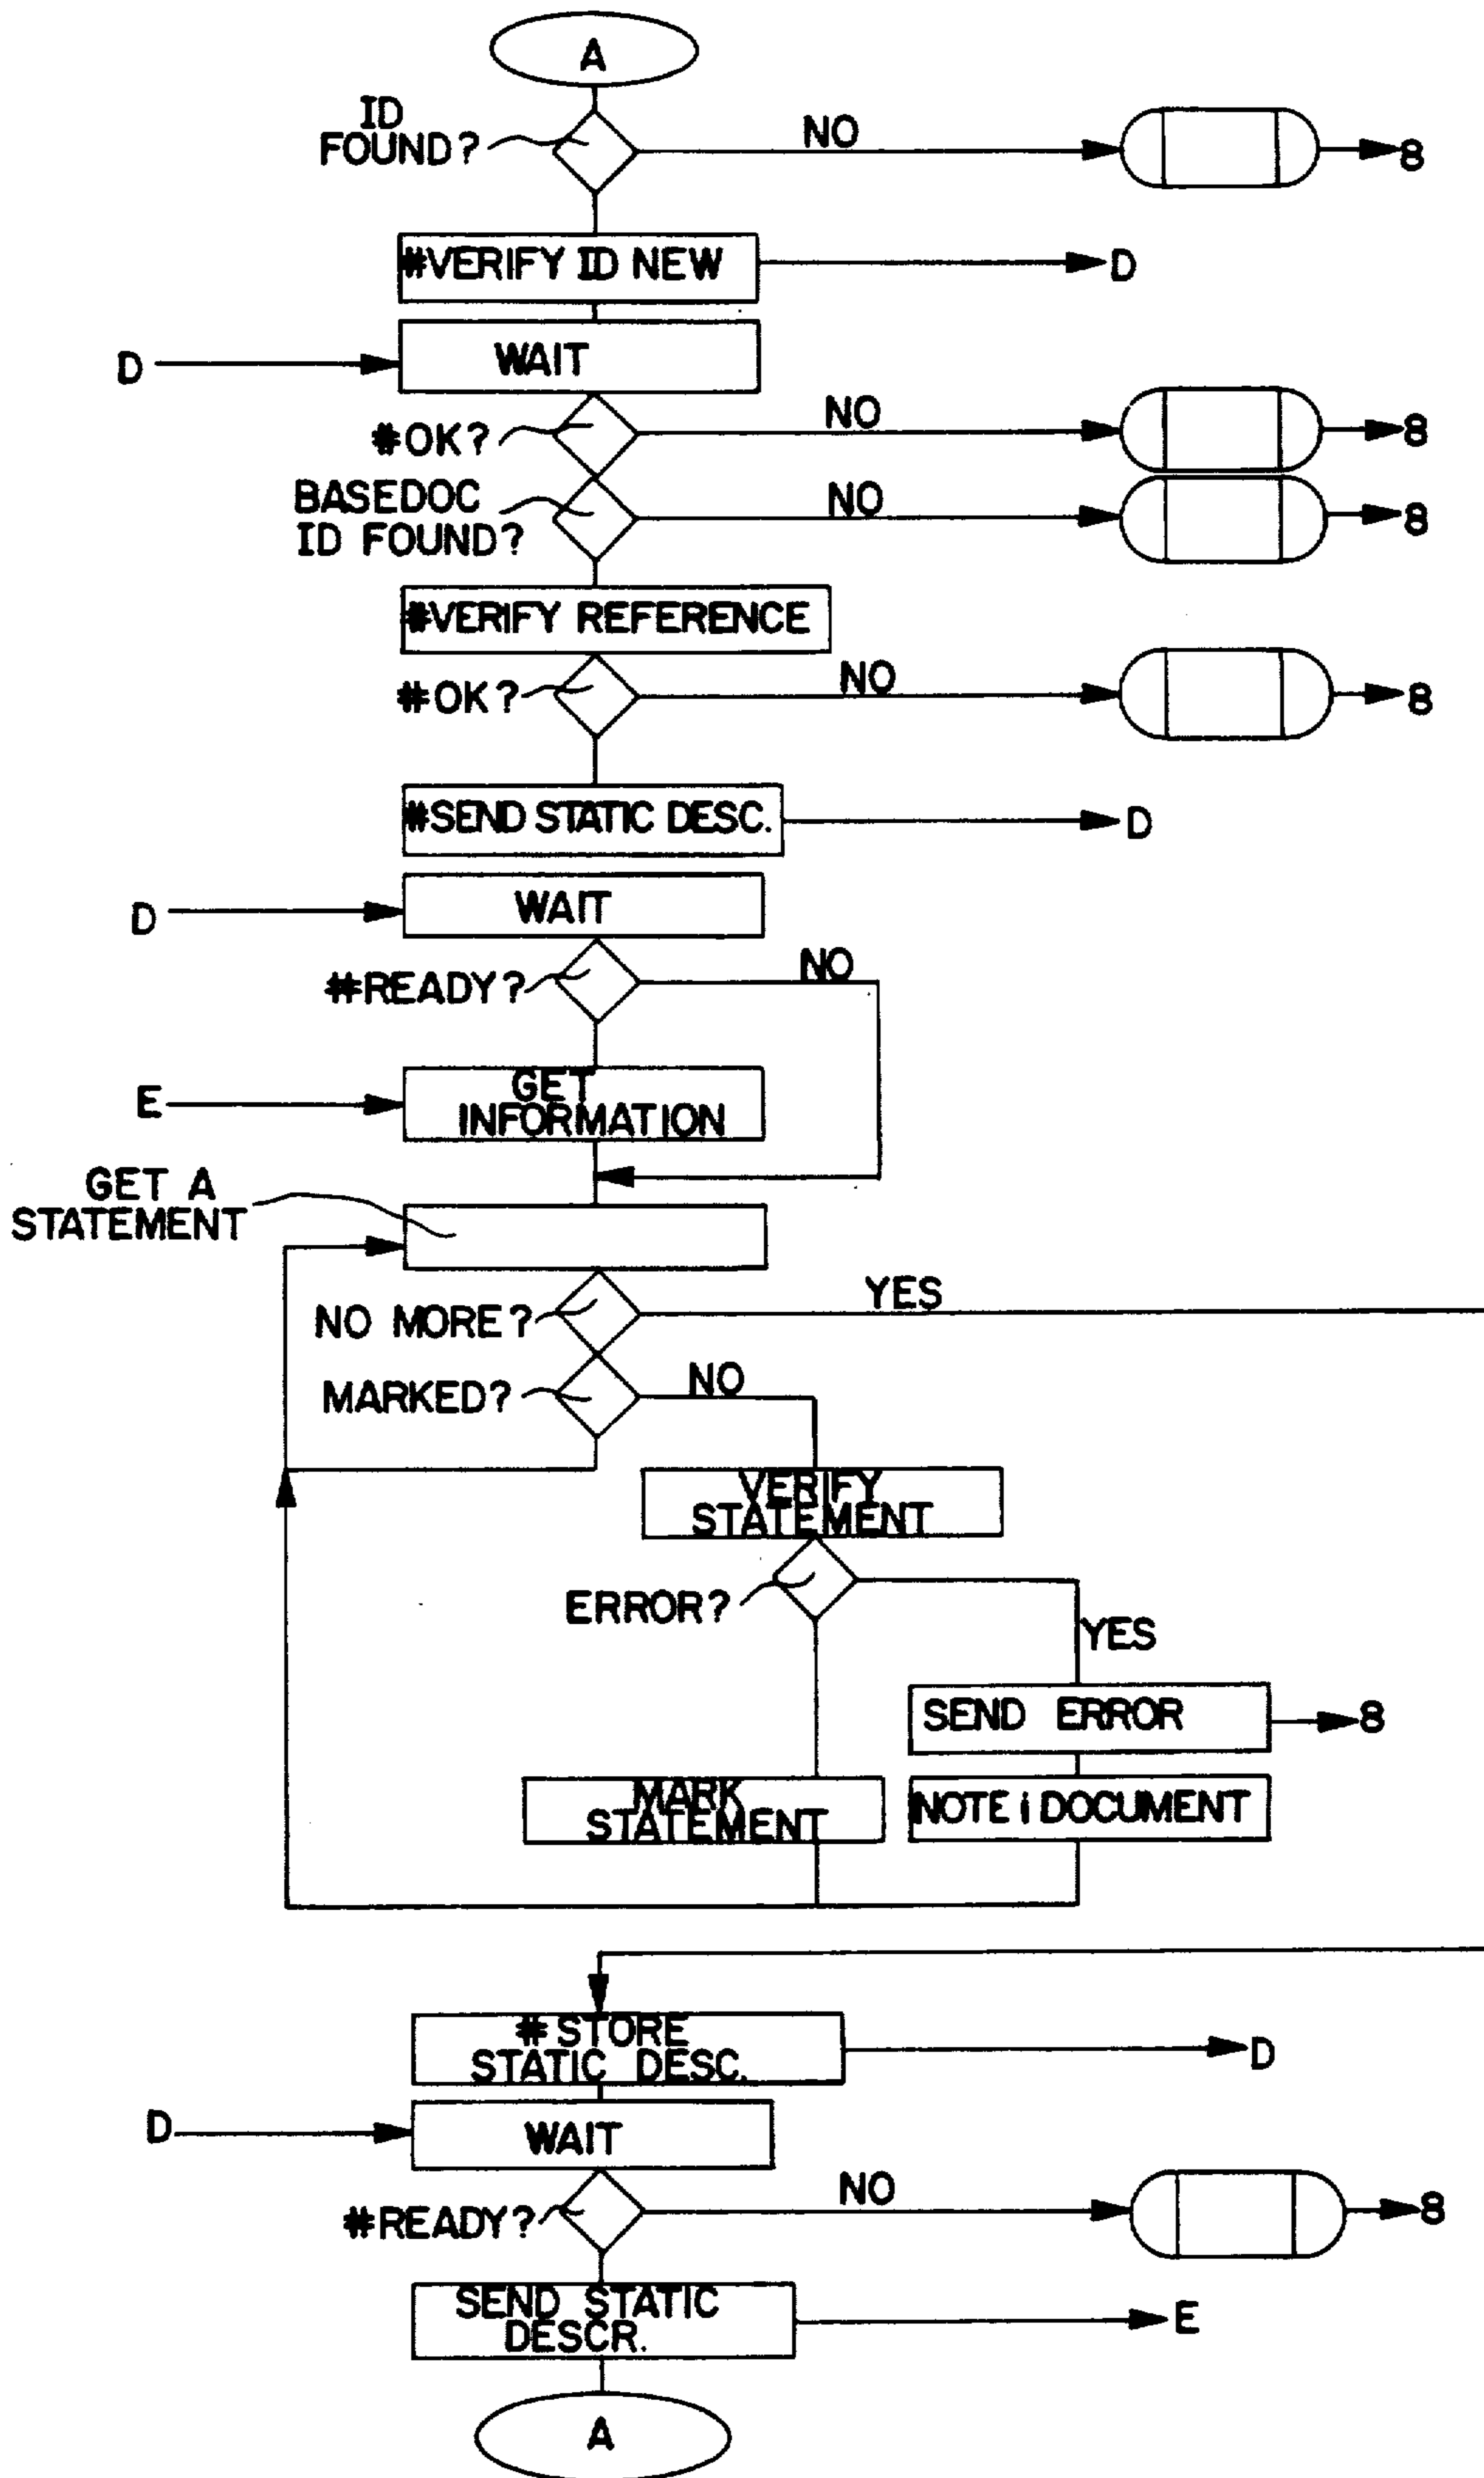 A
ID
FOUND?
NO
8
#VERIFY ID NEW
D
D
WAIT
#OK?
NO
8
BASEDOC
ID FOUND?
NO
8
#VERIFY REFERENCE
#OK?
NO
8
#SEND STATIC DESC.
D
D
WAIT
#READY?
NO
E
GET
INFORMATION
GET A
STATEMENT
NO MORE?
YES
MARKED?
NO
VERIFY
STATEMENT
ERROR?
YES
SEND ERROR
8
MARK
STATEMENT
NOTE i DOCUMENT
# STORE
STATIC DESC.
D
D
WAIT
#READY?
NO
8
SEND STATIC
DESCR.
E
A